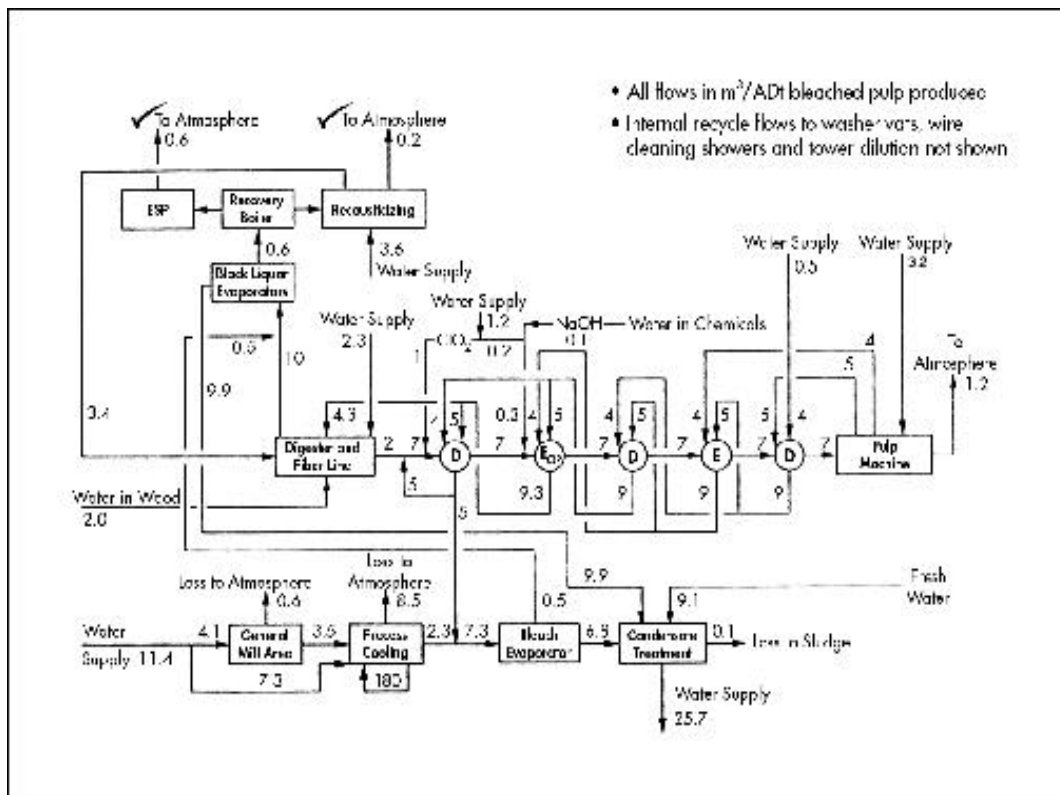 • All flows in m³/ADt bleached pulp produced
• Internal recycle flows to washer vats, wire
cleaning showers and tower dilution not shown
To Atmosphere
0.6
To Atmosphere
0.2
ESP
Recovery
Boiler
Recausticizing
0.6
3.6
Water Supply
Black Liquor
Evaporators
Water Supply
0.5
Water Supply
3.2
Water Supply
2.3
Water Supply
1.2
NaOH
Water in Chemicals
0.1
ClO₂
0.2
1
0.5
10
9.9
3.4
4
5
To
Atmosphere
1.2
4.3
5
0.3
4
5
4
5
4
5
5
4
Digester and
Fiber Line
2
7
D
7
7
D
7
E
7
D
7
Pulp
Machine
5
5
9.3
9
9
9
Water in Wood
2.0
Loss to Atmosphere
0.6
Loss to
Atmosphere
8.5
9.9
0.5
9.1
Fresh
Water
Water
Supply 11.4
4.1
General
Mill Area
3.5
Process
Cooling
2.3
7.3
Bleach
Evaporator
6.8
Condensate
Treatment
0.1
Loss in Sludge
7.3
180
Water Supply
25.7